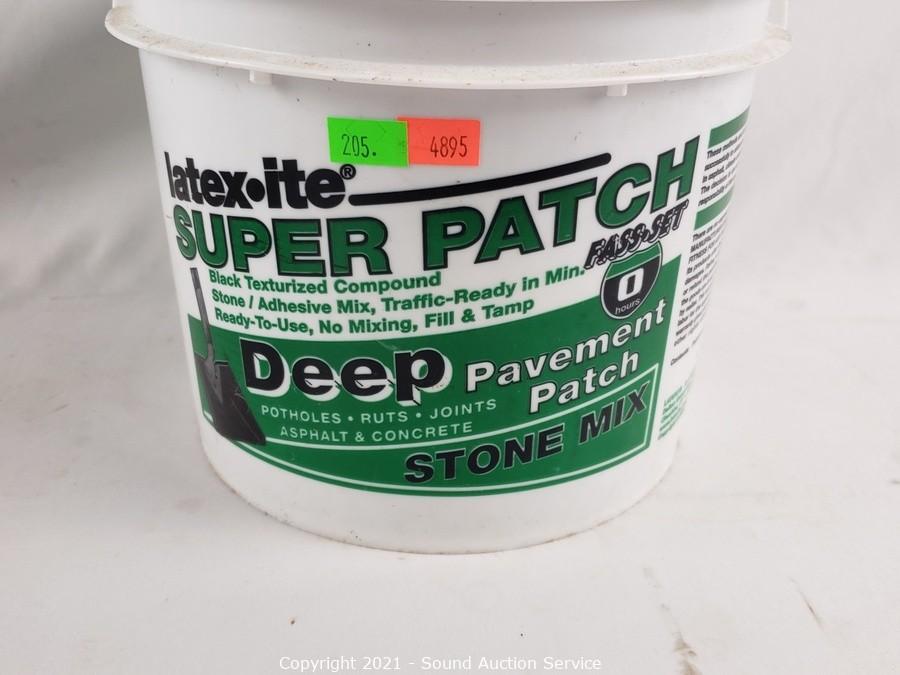 205. 4895
latex•ite®
SUPER PATCH
FASS-SET
0
hours
Black Texturized Compound
Stone / Adhesive Mix, Traffic-Ready in Min.
Ready-To-Use, No Mixing, Fill & Tamp
Deep Pavement
Patch
POTHOLES • RUTS • JOINTS
ASPHALT & CONCRETE
STONE MIX
Copyright 2021 - Sound Auction Service